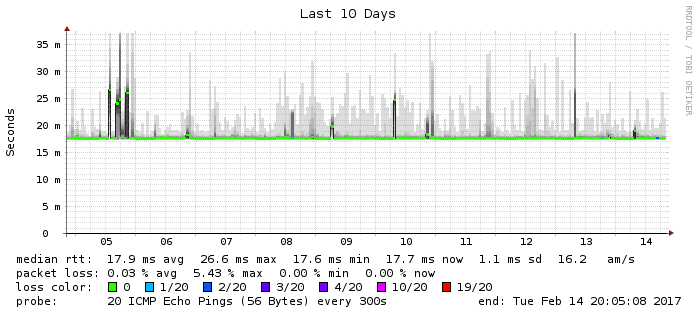 Last 10 Days
RRDTOOL / TOBI OETIKER
Seconds
35 m
30 m
25 m
20 m
15 m
10 m
5 m
0
05 06 07 08 09 10 11 12 13 14
median rtt: 17.9 ms avg 26.6 ms max 17.6 ms min 17.7 ms now 1.1 ms sd 16.2 am/s
packet loss: 0.03 % avg 5.43 % max 0.00 % min 0.00 % now
loss color: 0 1/20 2/20 3/20 4/20 10/20 19/20
probe: 20 ICMP Echo Pings (56 Bytes) every 300s end: Tue Feb 14 20:05:08 2017